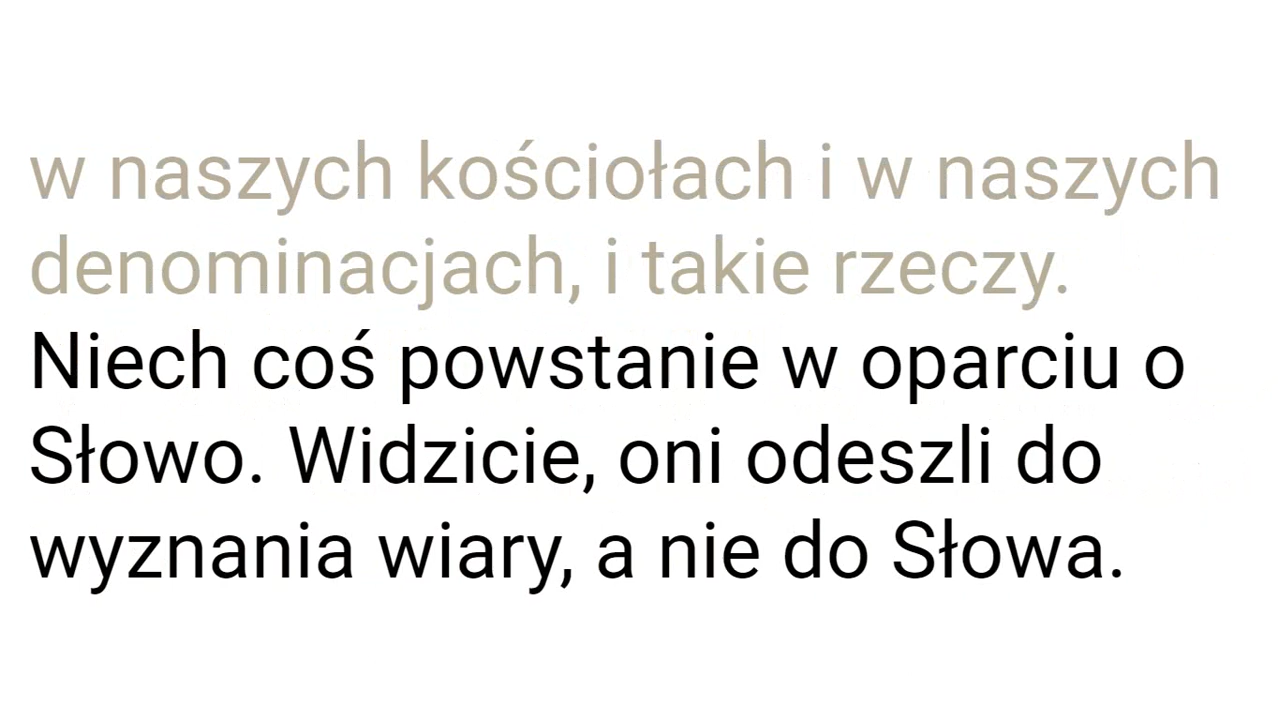 w naszych kościołach i w naszych
denominacjach, i takie rzeczy.
Niech coś powstanie w oparciu o
Słowo. Widzicie, oni odeszli do
wyznania wiary, a nie do Słowa.